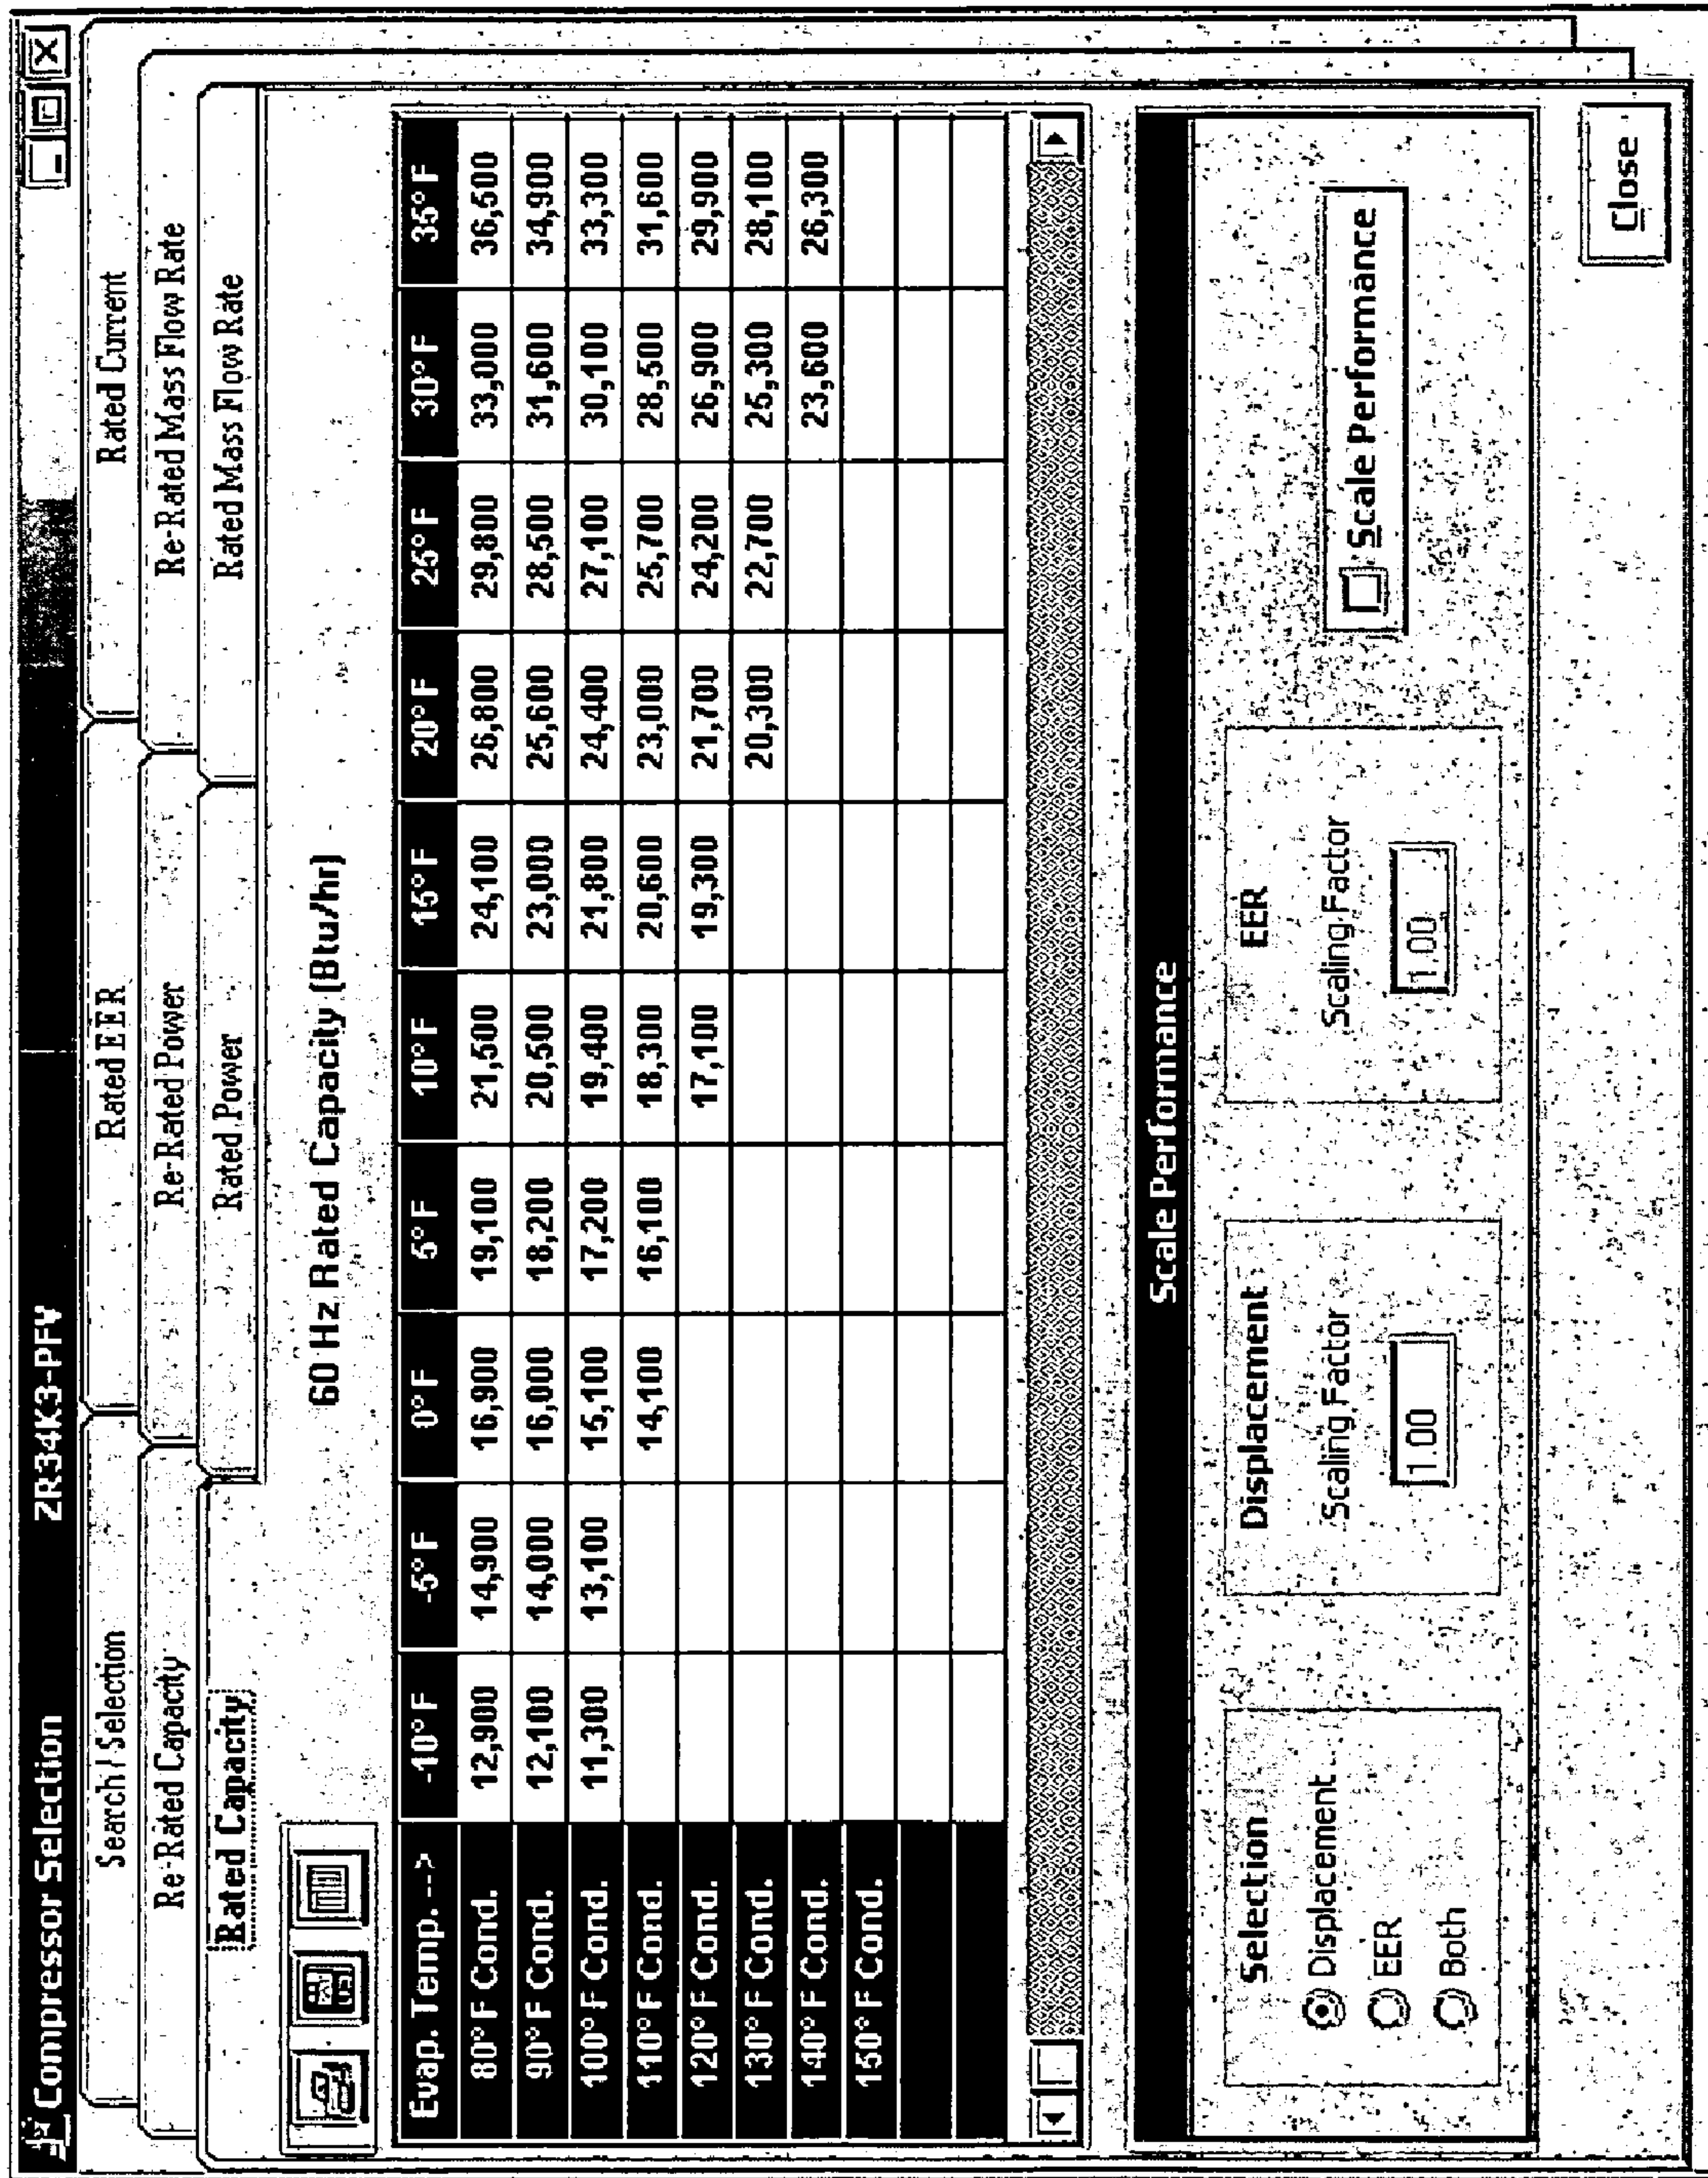 Compressor Selection ZR34K3-PFV
Search / Selection Rated EER Rated Current
Re-Rated Capacity Re-Rated Power Re-Rated Mass Flow Rate
Rated Capacity Rated Power Rated Mass Flow Rate
60 Hz Rated Capacity (Btu/hr)
Evap. Temp. --> -10° F -5° F 0° F 5° F 10° F 15° F 20° F 25° F 30° F 35° F
80° F Cond. 12,900 14,900 16,900 19,100 21,500 24,100 26,800 29,800 33,000 36,500
90° F Cond. 12,100 14,000 16,000 18,200 20,500 23,000 25,600 28,500 31,600 34,900
100° F Cond. 11,300 13,100 15,100 17,200 19,400 21,800 24,400 27,100 30,100 33,300
110° F Cond. 14,100 16,100 18,300 20,600 23,000 25,700 28,500 31,600
120° F Cond. 17,100 19,300 21,700 24,200 26,900 29,900
130° F Cond. 20,300 22,700 25,300 28,100
140° F Cond. 23,600 26,300
150° F Cond.
Scale Performance
Selection Displacement EER
Displacement Scaling Factor Scaling Factor Scale Performance
EER 1.00 1.00
Both
Close